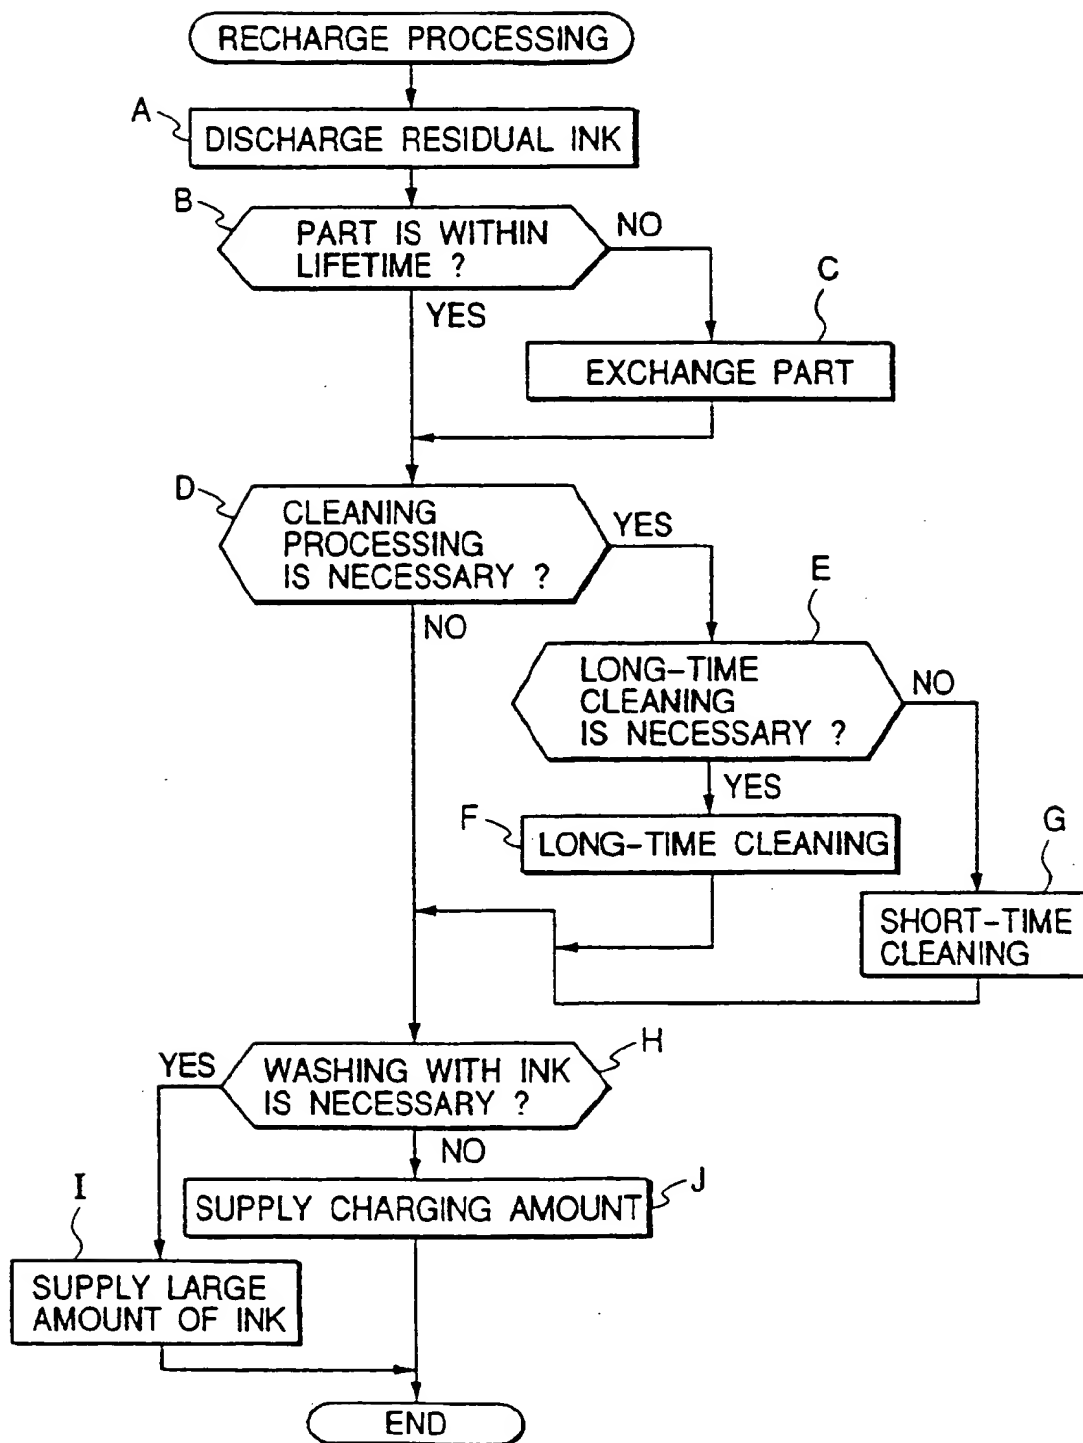 RECHARGE PROCESSING
A
DISCHARGE RESIDUAL INK
B
PART IS WITHIN
LIFETIME ?
NO
YES
C
EXCHANGE PART
D
CLEANING
PROCESSING
IS NECESSARY ?
YES
NO
E
LONG-TIME
CLEANING
IS NECESSARY ?
NO
YES
F
LONG-TIME CLEANING
G
SHORT-TIME
CLEANING
H
WASHING WITH INK
IS NECESSARY ?
YES
NO
I
SUPPLY LARGE
AMOUNT OF INK
J
SUPPLY CHARGING AMOUNT
END